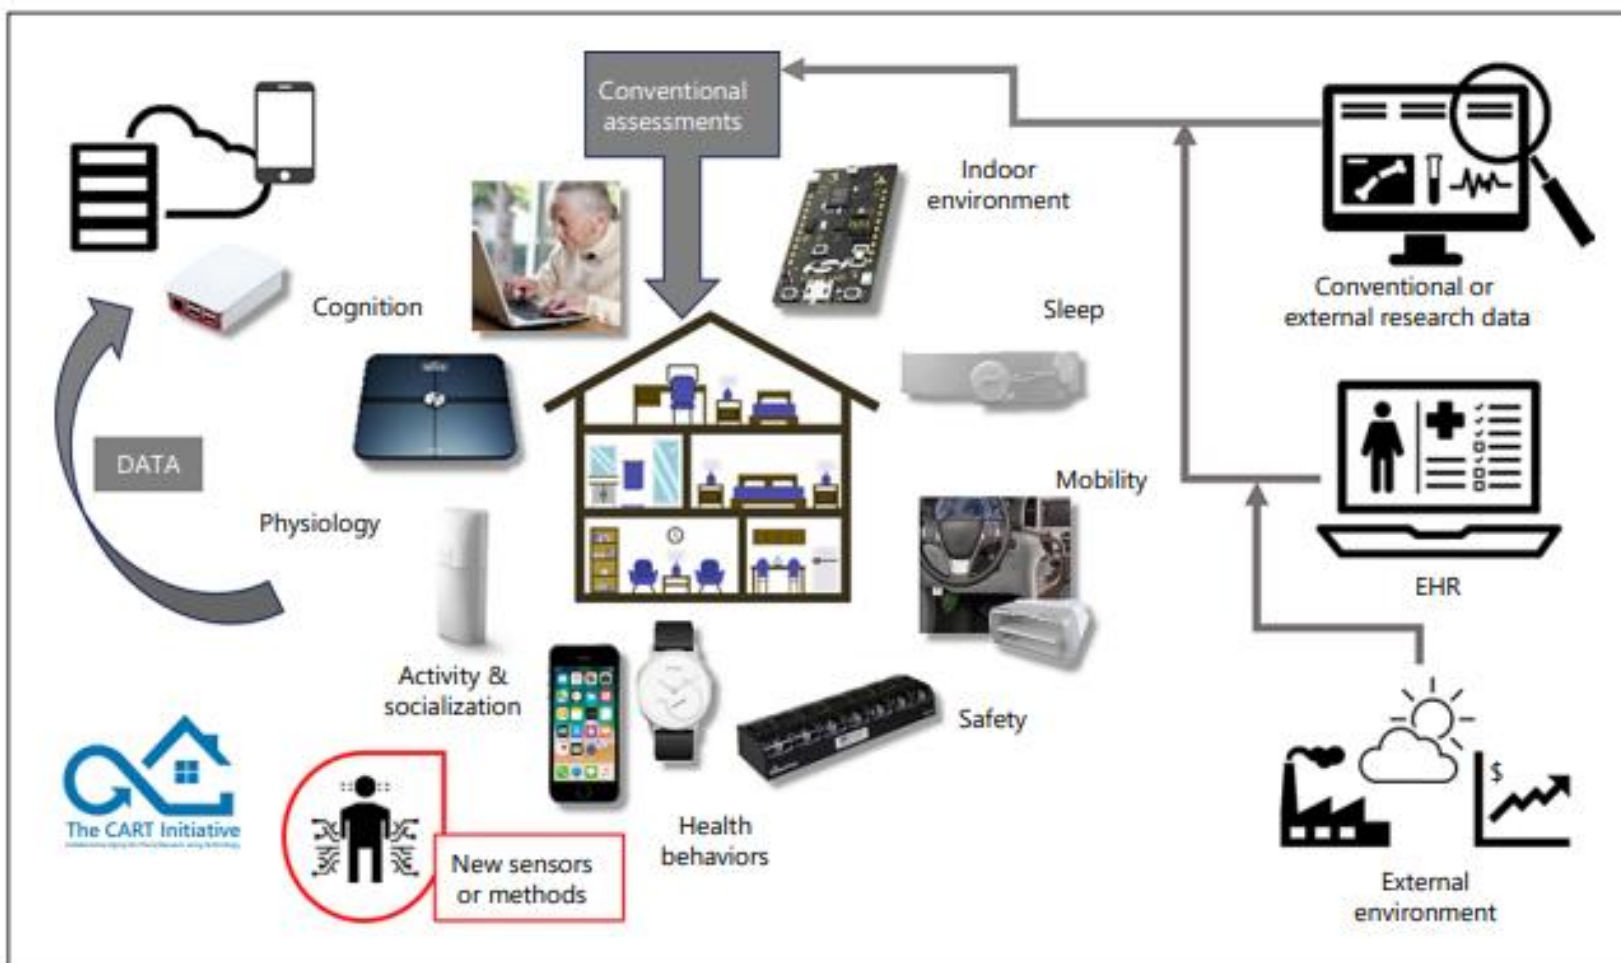 Conventional
assessments
Indoor
environment
Conventional or
external research data
Cognition
Sleep
DATA
Mobility
Physiology
EHR
Activity &
socialization
Safety
$
The CART Initiative
Health
behaviors
New sensors
or methods
External
environment